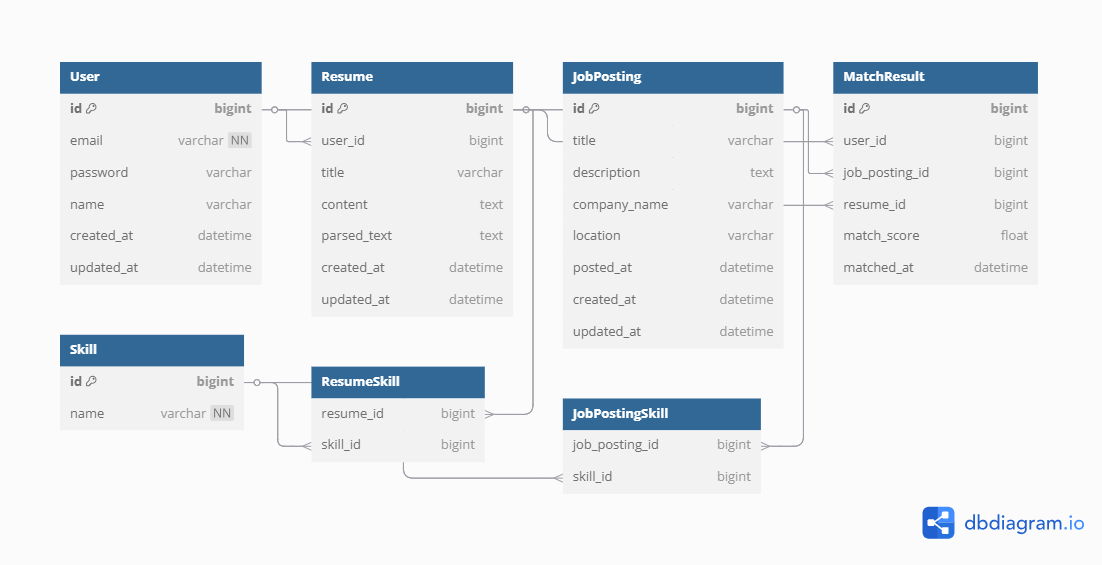 User
id bigint
email varchar NN
password varchar
name varchar
created_at datetime
updated_at datetime
Resume
id bigint
user_id bigint
title varchar
content text
parsed_text text
created_at datetime
updated_at datetime
JobPosting
id bigint
title varchar
description text
company_name varchar
location varchar
posted_at datetime
created_at datetime
updated_at datetime
MatchResult
id bigint
user_id bigint
job_posting_id bigint
resume_id bigint
match_score float
matched_at datetime
Skill
id bigint
name varchar NN
ResumeSkill
resume_id bigint
skill_id bigint
JobPostingSkill
job_posting_id bigint
skill_id bigint
dbdiagram.io